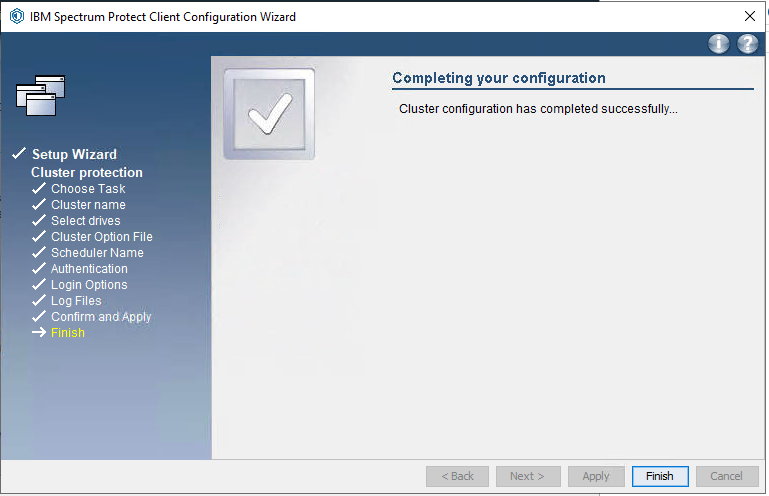 IBM Spectrum Protect Client Configuration Wizard
Setup Wizard
Cluster protection
Choose Task
Cluster name
Select drives
Cluster Option File
Scheduler Name
Authentication
Login Options
Log Files
Confirm and Apply
Finish
Completing your configuration
Cluster configuration has completed successfully...
< Back Next > Apply Finish Cancel